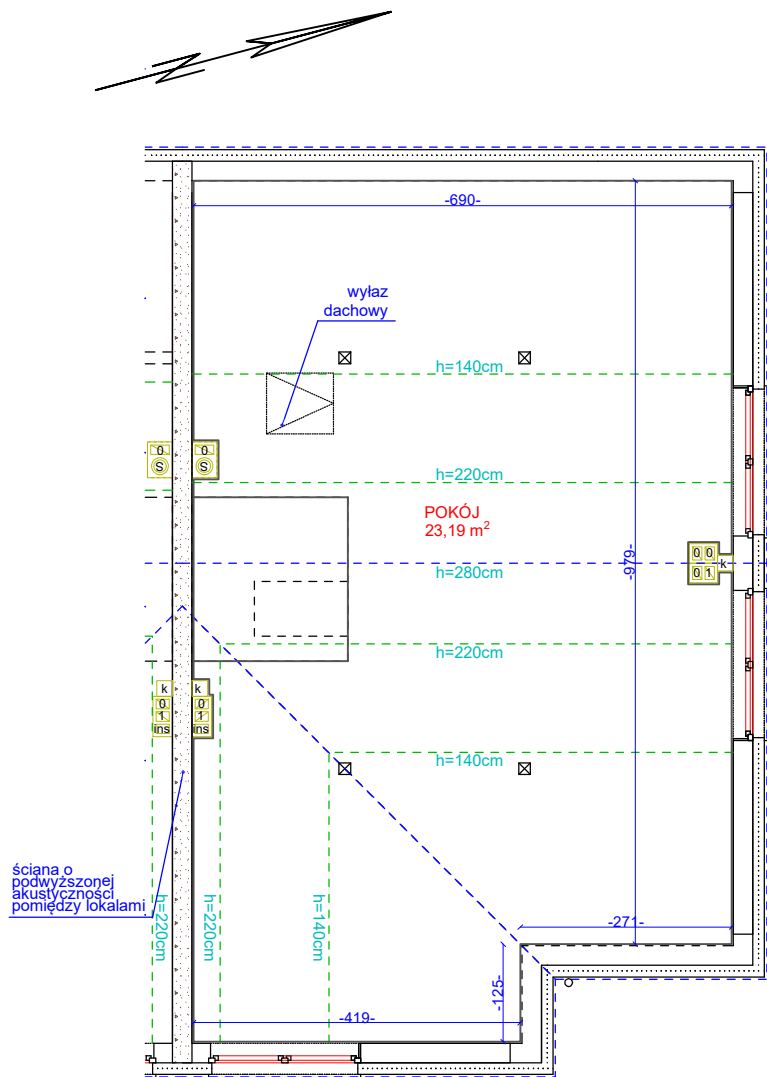 -690-
wyłaz
dachowy
h=140cm
0
S
0
S
h=220cm
POKÓJ
23,19 m²
-979-
0 0
k
0 1
h=280cm
h=220cm
k
k
0
0
1
1
ins
ins
h=140cm
ściana o
podwyższonej
akustyczności
pomiędzy lokalami
h=220cm
h=220cm
h=140cm
-271-
-125-
-419-